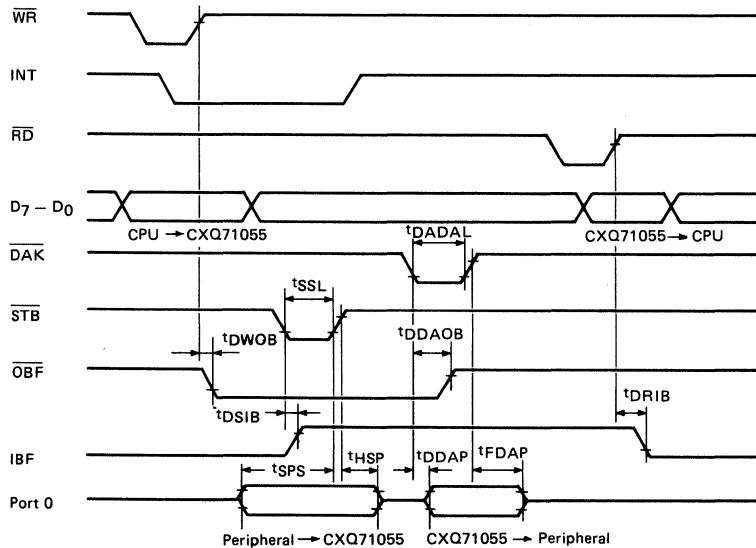 WR
INT
RD
D7 – D0
CPU → CXQ71055
CXQ71055 → CPU
tDADAL
DAK
tSSL
STB
tDWOB
tDDAOB
OBF
tDSIB
tDRIB
IBF
tSPS
tHSP
tDDAP
tFDAP
Port 0
Peripheral → CXQ71055
CXQ71055 → Peripheral